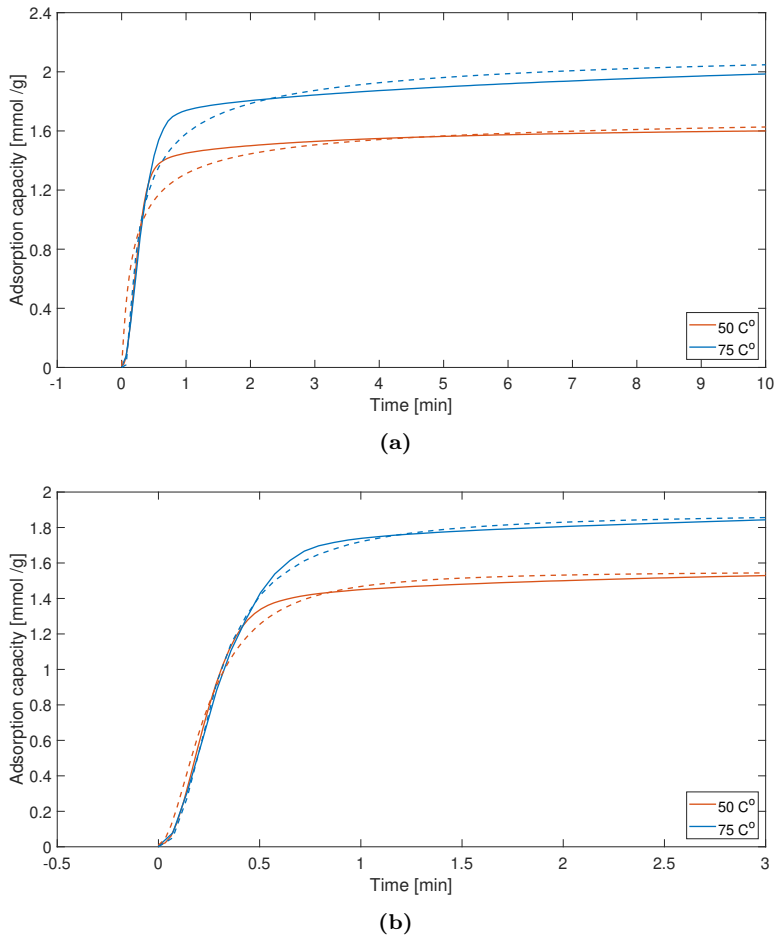 2.4
2
1.6
1.2
0.8
0.4
0
Adsorption capacity [mmol /g]
50 C°
75 C°
-1 0 1 2 3 4 5 6 7 8 9 10
Time [min]
(a)
2
1.8
1.6
1.4
1.2
1
0.8
0.6
0.4
0.2
0
Adsorption capacity [mmol /g]
50 C°
75 C°
-0.5 0 0.5 1 1.5 2 2.5 3
Time [min]
(b)